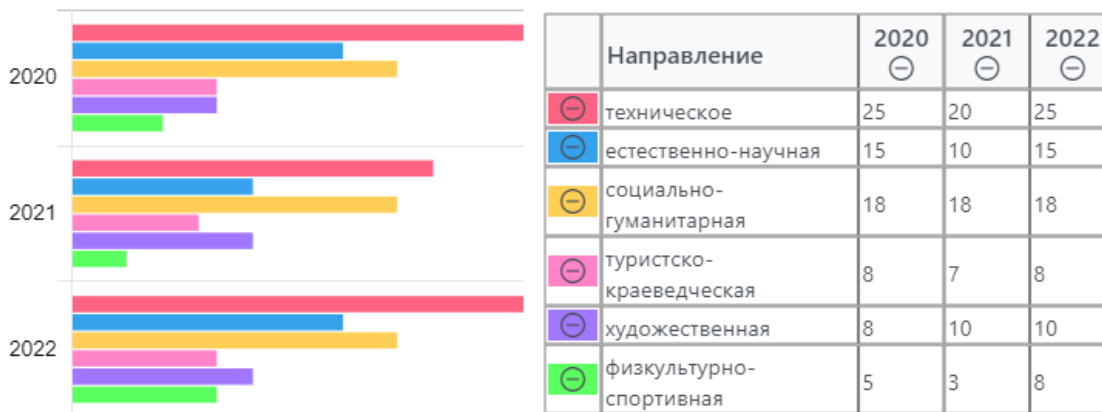 2020
2021
2022
Направление 2020 2021 2022
техническое 25 20 25
естественно-научная 15 10 15
социально-
гуманитарная 18 18 18
туристско-
краеведческая 8 7 8
художественная 8 10 10
физкультурно-
спортивная 5 3 8